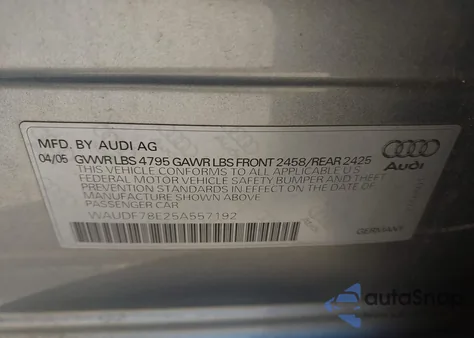 MFD. BY AUDI AG
04/05 GVWR LBS 4795 GAWR LBS FRONT 2458/REAR 2425
THIS VEHICLE CONFORMS TO ALL APPLICABLE U.S.
FEDERAL MOTOR VEHICLE SAFETY BUMPER AND THEFT
PREVENTION STANDARDS IN EFFECT ON THE DATE OF
MANUFACTURE SHOWN ABOVE
PASSENGER CAR
WAUDF78E25A557192
Audi
GERMANY
autoSnap